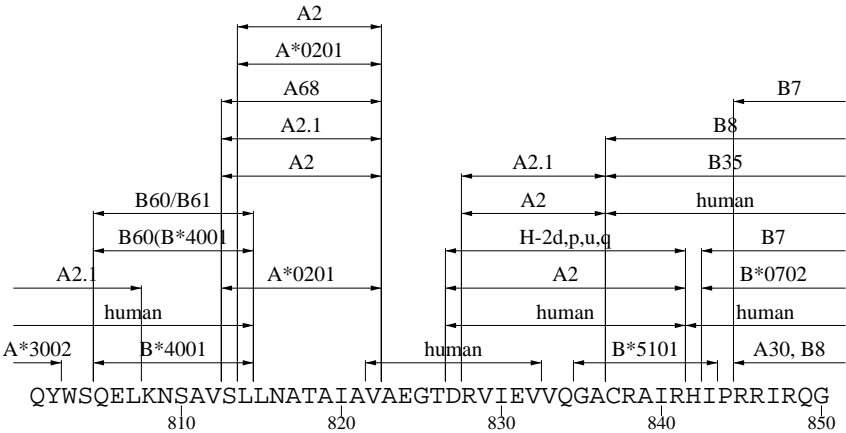 A2
A*0201
A68 B7
A2.1 B8
A2 A2.1 B35
B60/B61 A2 human
B60(B*4001 H-2d,p,u,q B7
A2.1 A*0201 A2 B*0702
human human human
A*3002 B*4001 human B*5101 A30, B8
QYWSQELKNSAVSLLNATAIAVAEGTDRVIEVVQGACRAIRHIPRRIRQG
810 820 830 840 850